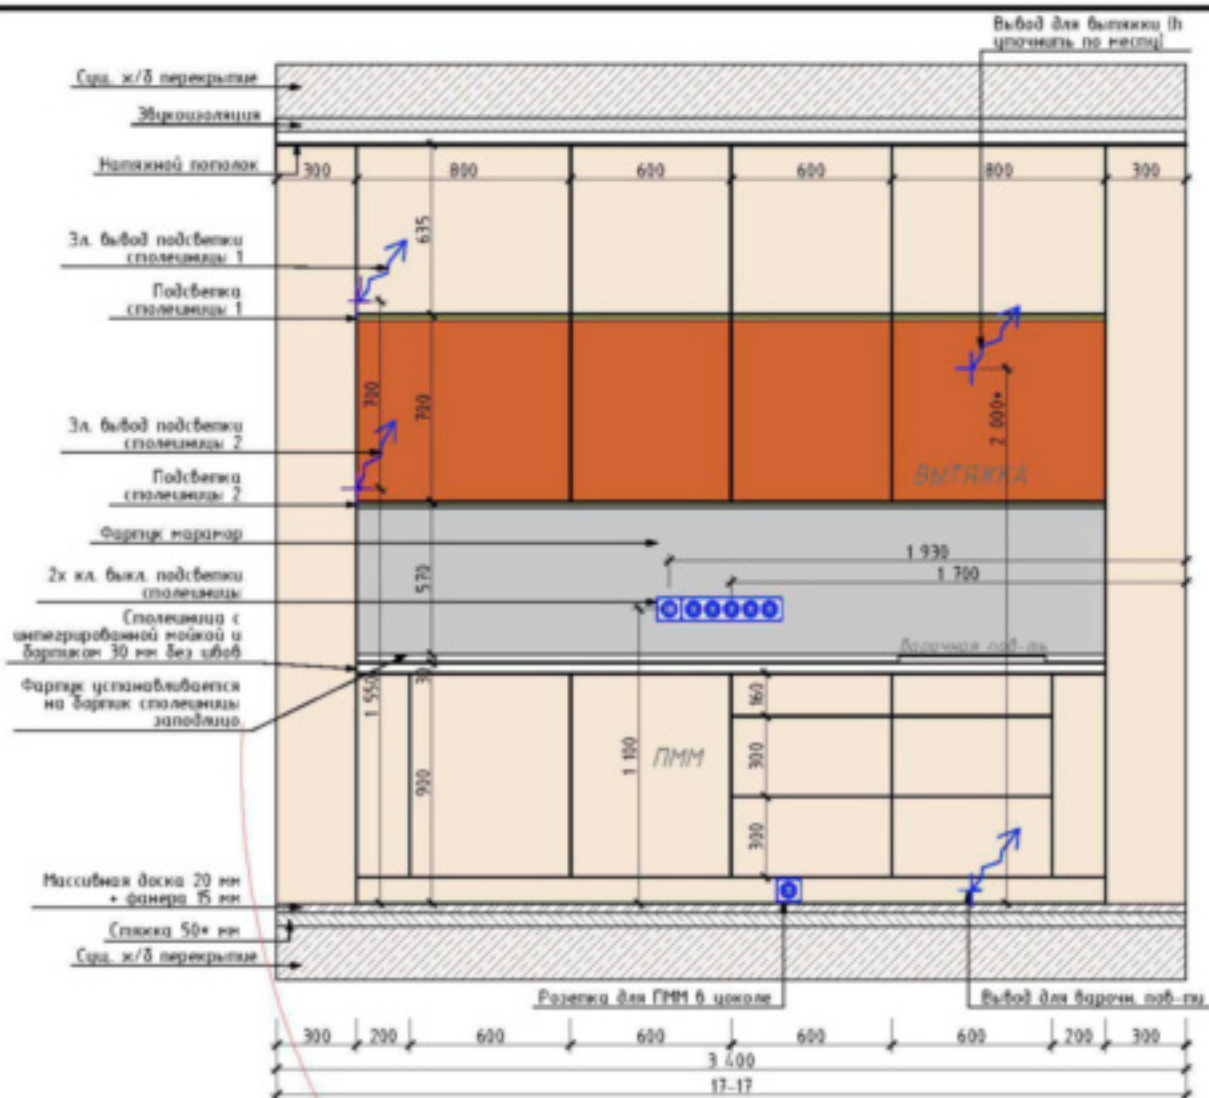 Вывод для вытяжки (h
уточнить по месту)
Сущ. ж/б перекрытие
Звукоизоляция
Натяжной потолок
300
800
600
600
800
300
635
Эл. вывод подсветки
столешницы 1
Подсветка
столешницы 1
700
700
2 000*
Эл. вывод подсветки
столешницы 2
ВЫТЯЖКА
Подсветка
столешницы 2
Фартук марамор
1 930
1 700
570
2х кл. выкл. подсветки
столешницы
Столешница с
интегрированной мойкой и
бортиком 30 мм без швов
Варочная пов-ть
30
Фартук устанавливается
на бортик столешницы
заподлицо.
1 550
160
1 100
ПММ
300
900
300
Массивная доска 20 мм
+ фанера 15 мм
Стяжка 50* мм
Сущ. ж/б перекрытие
Розетка для ПММ в цоколе
Вывод для варочн. пов-ти
300
200
600
600
600
600
200
300
3 400
17-17